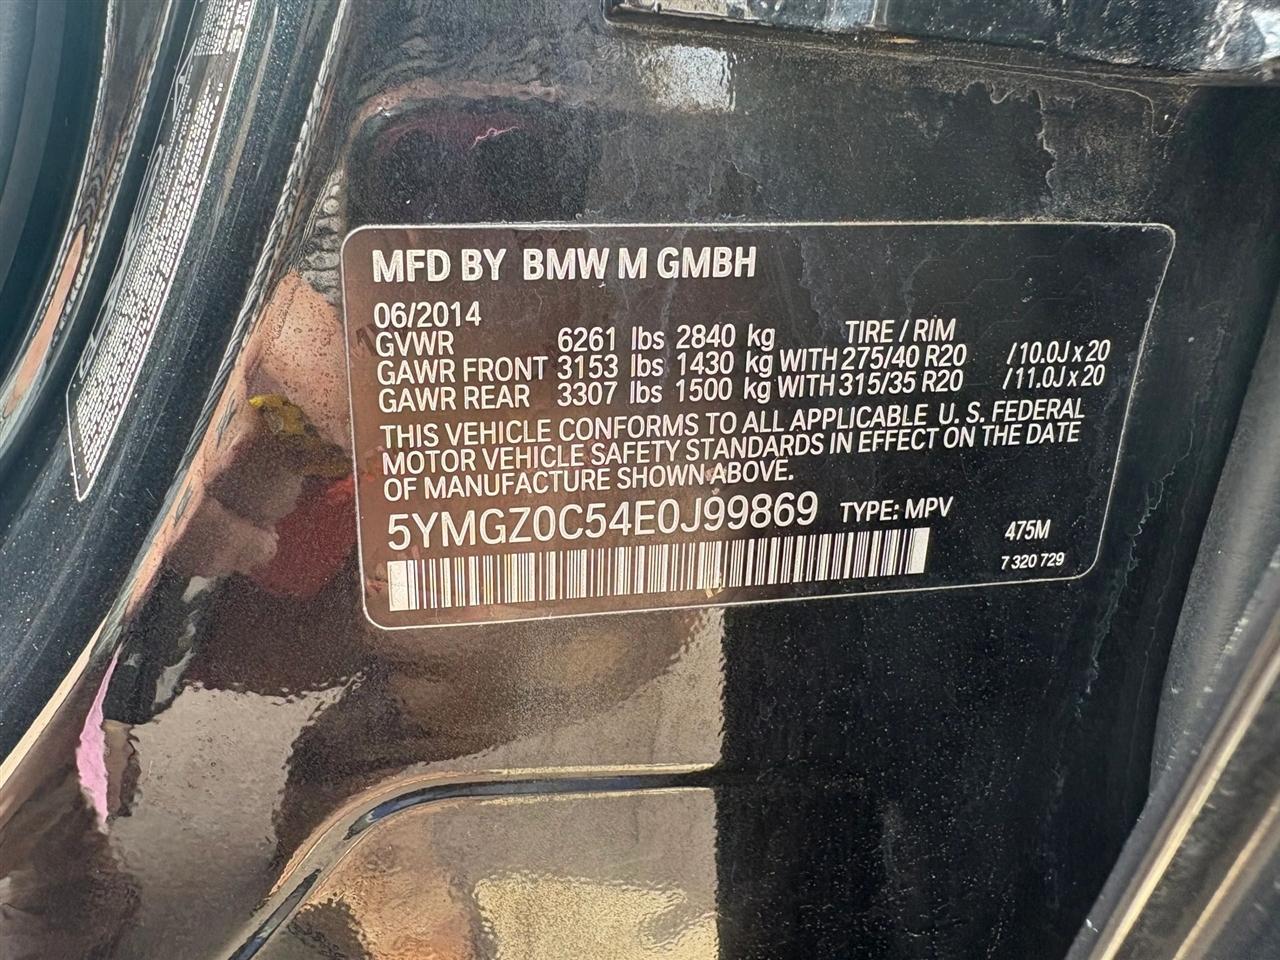 MFD BY BMW M GMBH
06/2014
GVWR 6261 lbs 2840 kg TIRE / RIM
GAWR FRONT 3153 lbs 1430 kg WITH 275/40 R20 / 10.0J x 20
GAWR REAR 3307 lbs 1500 kg WITH 315/35 R20 / 11.0J x 20
THIS VEHICLE CONFORMS TO ALL APPLICABLE U. S. FEDERAL
MOTOR VEHICLE SAFETY STANDARDS IN EFFECT ON THE DATE
OF MANUFACTURE SHOWN ABOVE.
5YMGZ0C54E0J99869 TYPE: MPV 475M
7 320 729